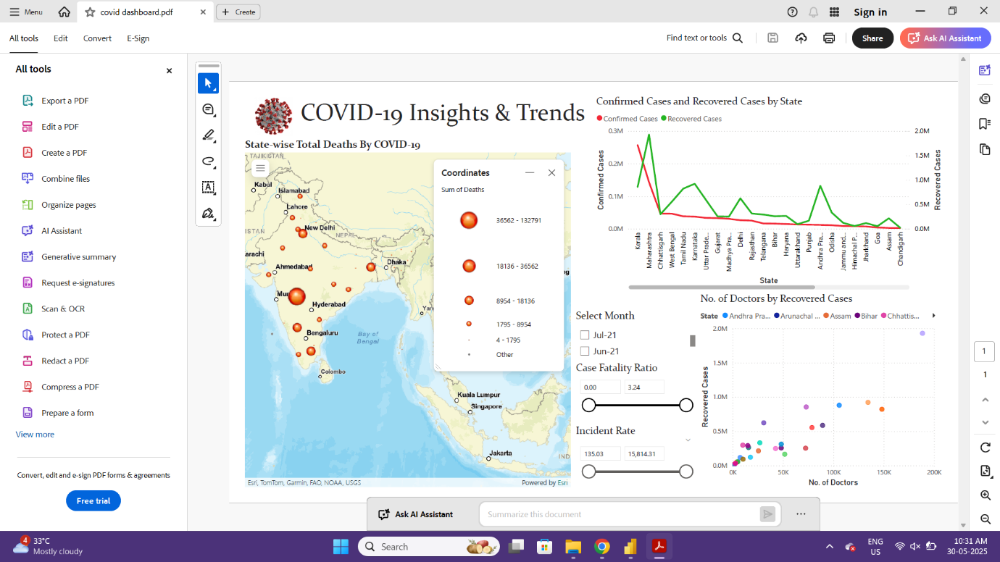 Menu
covid dashboard.pdf
Create
Sign in
All tools
Edit
Convert
E-Sign
Find text or tools
Share
Ask AI Assistant
All tools
Export a PDF
Edit a PDF
Create a PDF
Combine files
Organize pages
AI Assistant
Generative summary
Request e-signatures
Scan & OCR
Protect a PDF
Redact a PDF
Compress a PDF
Prepare a form
View more
Convert, edit and e-sign PDF forms & agreements
Free trial
COVID-19 Insights & Trends
State-wise Total Deaths By COVID-19
TAJIKISTAN
Kabul
Islamabad
Lahore
New Delhi
ISTAN
NEPAL
arachi
Ahmedabad
Dhaka
Mum
Hyderabad
Yan
Bengaluru
Bay of
Bengal
Colombo
Kuala Lumpur
Singapore
Jakarta
IND
ng
Esri, TomTom, Garmin, FAO, NOAA, USGS
Powered by Esri
Coordinates
Sum of Deaths
36562 - 132791
18136 - 36562
8954 - 18136
1795 - 8954
4 - 1795
Other
Confirmed Cases and Recovered Cases by State
Confirmed Cases Recovered Cases
0.3M
0.2M
0.1M
0.0M
Confirmed Cases
2.0M
1.5M
1.0M
0.5M
0.0M
Recovered Cases
Kerala
Maharashtra
Chhattisgarh
West Bengal
Tamil Nadu
Karnataka
Uttar Prade...
Gujarat
Madhya Pra...
Delhi
Rajasthan
Telangana
Bihar
Haryana
Uttarakhand
Punjab
Andhra Pra...
Odisha
Jammu and...
Himachal P...
Jharkhand
Goa
Assam
Chandigarh
State
Select Month
Jul-21
Jun-21
Case Fatality Ratio
0.00 3.24
Incident Rate
135.03 15,814.31
No. of Doctors by Recovered Cases
State Andhra Pra... Arunachal ... Assam Bihar Chhattis...
2.0M
1.5M
1.0M
0.5M
0.0M
Recovered Cases
0K 50K 100K 150K 200K
No. of Doctors
1
1
Ask AI Assistant
Summarize this document
4
33°C
Mostly cloudy
Search
ENG
US
10:31 AM
30-05-2025